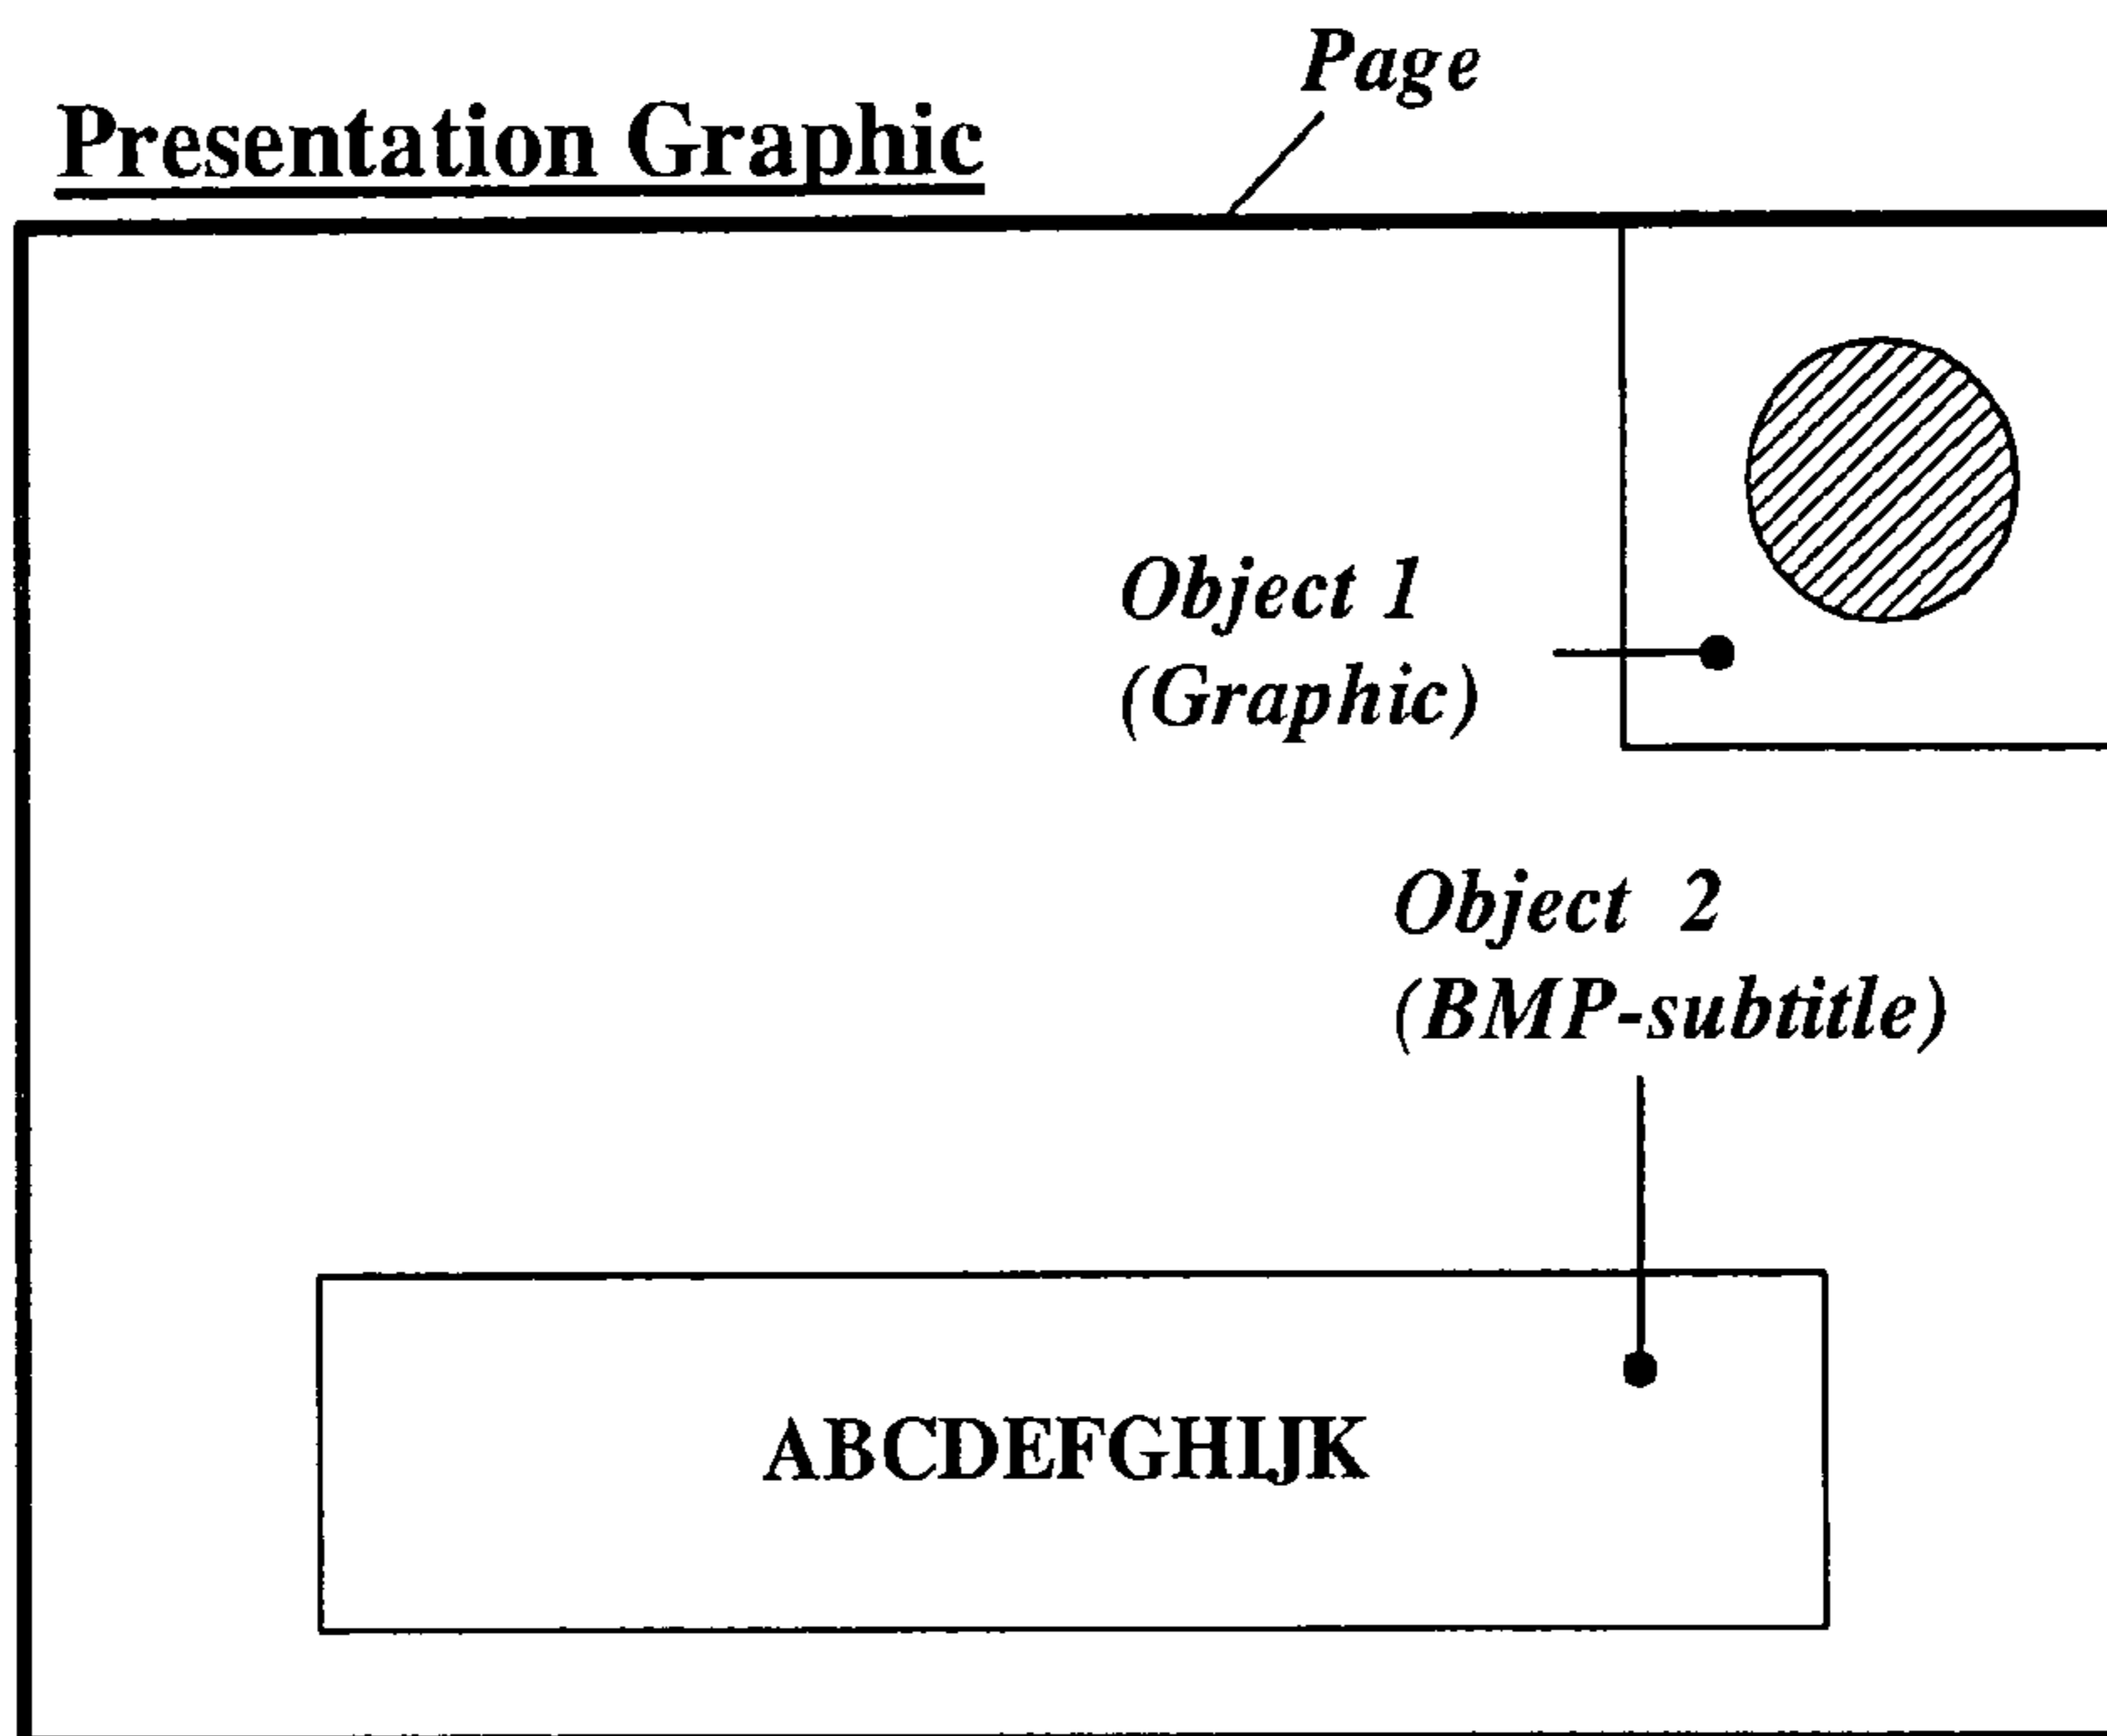 Page
Presentation Graphic
Object 1
(Graphic)
Object 2
(BMP-subtitle)
ABCDEFGHIJK